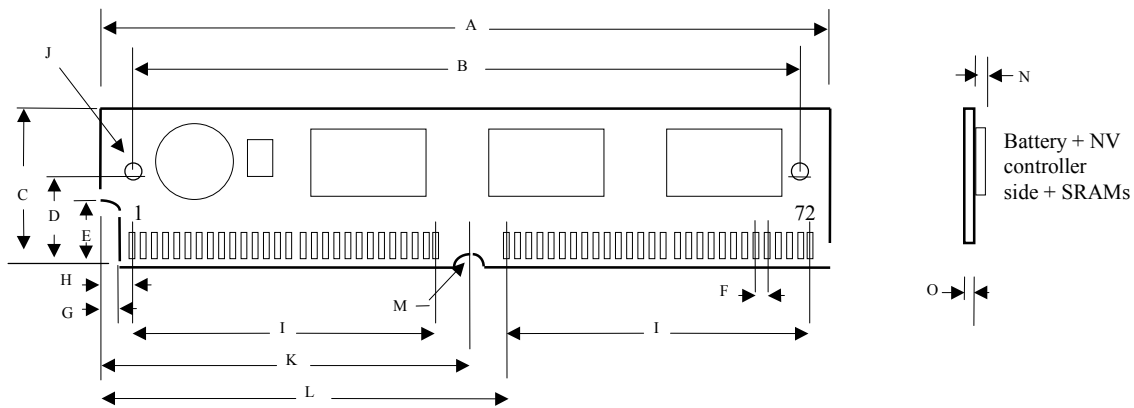 A
J
B
N
Battery + NV
controller
side + SRAMs
C
D
E
1
72
H
G
M
F
O
I
I
K
L